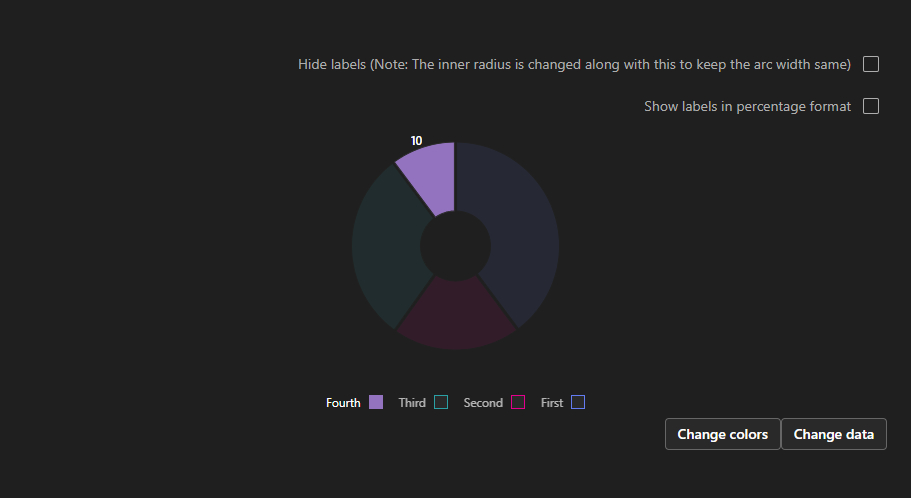 Hide labels (Note: The inner radius is changed along with this to keep the arc width same)
Show labels in percentage format
10
Fourth Third Second First
Change colors Change data